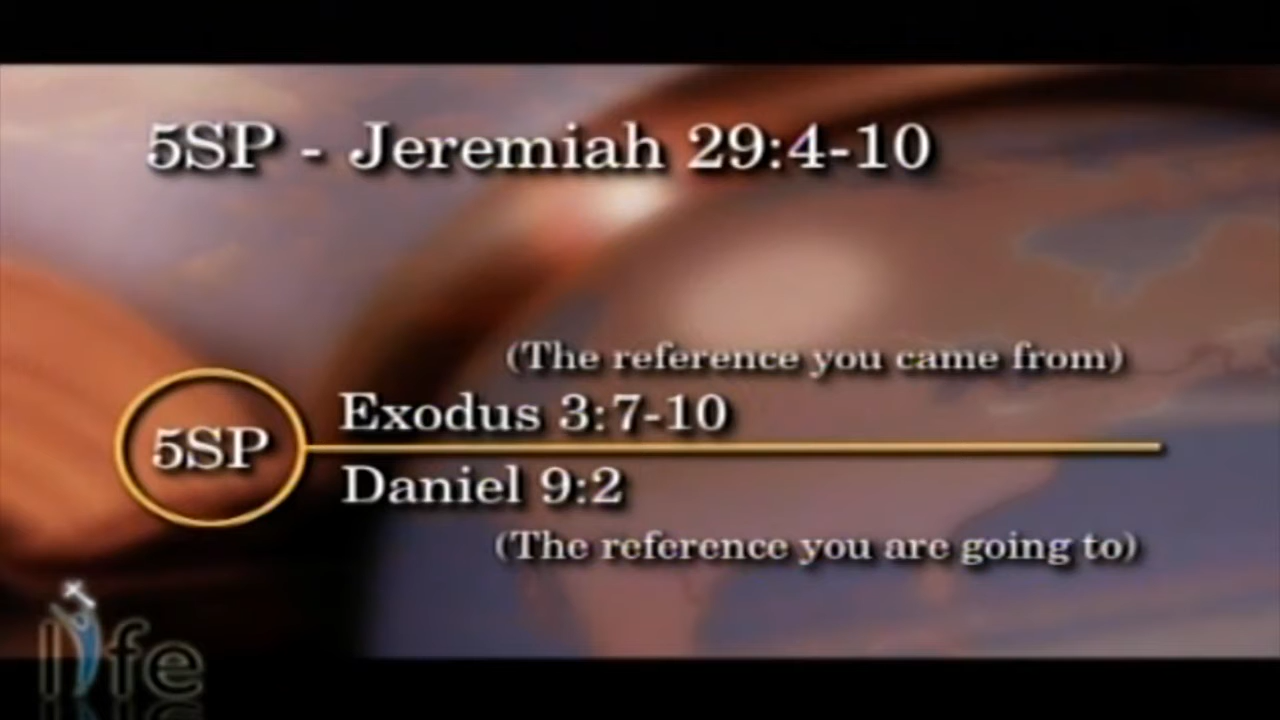 5SP - Jeremiah 29:4-10
(The reference you came from)
Exodus 3:7-10
5SP
Daniel 9:2
(The reference you are going to)
life